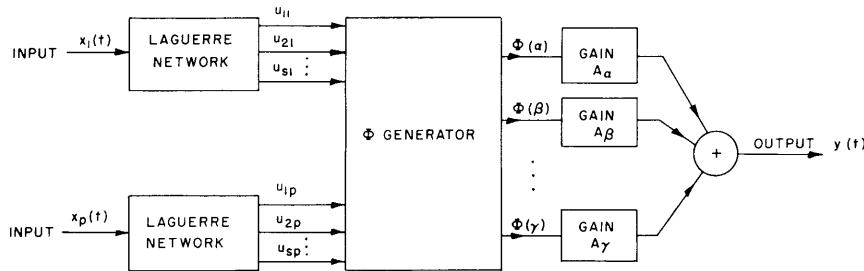 INPUT
x₁(t)
LAGUERRE
NETWORK
u₁₁
u₂₁
uₛ₁
⋮
INPUT
xₚ(t)
LAGUERRE
NETWORK
u₁ₚ
u₂ₚ
uₛₚ
⋮
Φ GENERATOR
Φ(α)
GAIN
Aα
Φ(β)
GAIN
Aβ
⋮
Φ(γ)
GAIN
Aγ
+
OUTPUT
y(t)